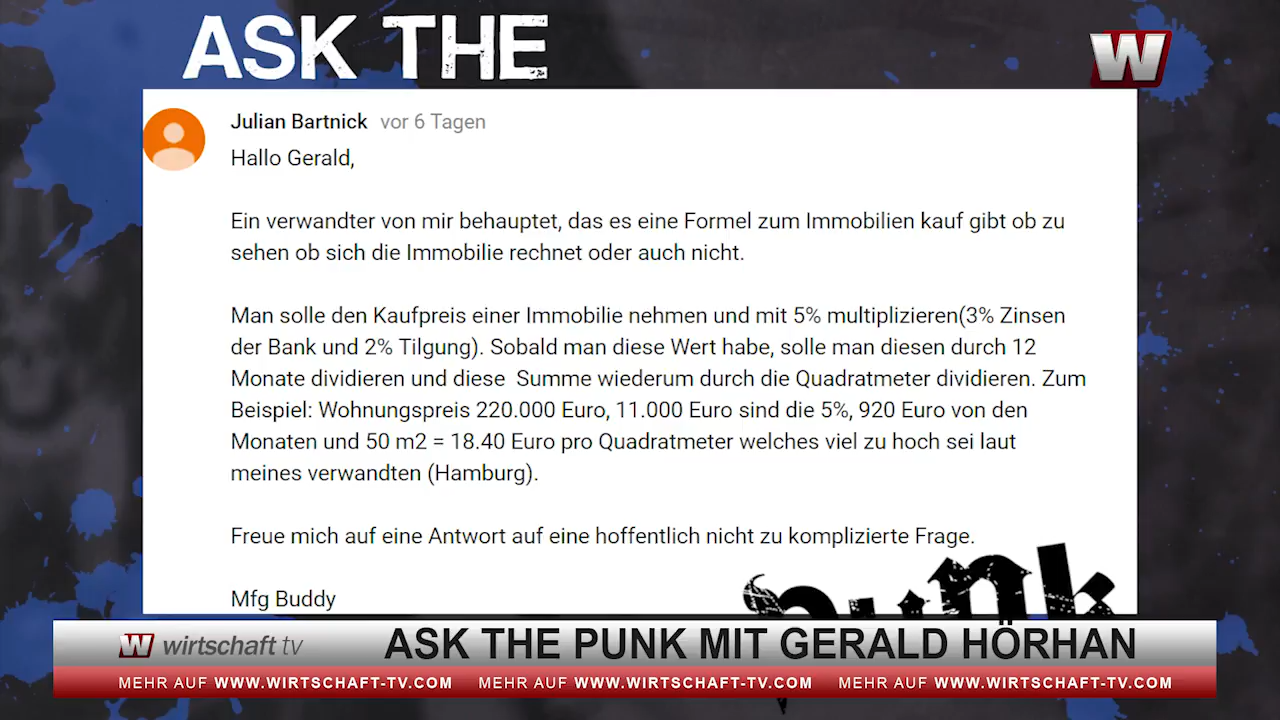 ASK THE
W
Julian Bartnick vor 6 Tagen
Hallo Gerald,
Ein verwandter von mir behauptet, das es eine Formel zum Immobilien kauf gibt ob zu
sehen ob sich die Immobilie rechnet oder auch nicht.
Man solle den Kaufpreis einer Immobilie nehmen und mit 5% multiplizieren(3% Zinsen
der Bank und 2% Tilgung). Sobald man diese Wert habe, solle man diesen durch 12
Monate dividieren und diese  Summe wiederum durch die Quadratmeter dividieren. Zum
Beispiel: Wohnungspreis 220.000 Euro, 11.000 Euro sind die 5%, 920 Euro von den
Monaten und 50 m2 = 18.40 Euro pro Quadratmeter welches viel zu hoch sei laut
meines verwandten (Hamburg).
Freue mich auf eine Antwort auf eine hoffentlich nicht zu komplizierte Frage.
Mfg Buddy
punk
W wirtschaft tv ASK THE PUNK MIT GERALD HÖRHAN
MEHR AUF WWW.WIRTSCHAFT-TV.COM MEHR AUF WWW.WIRTSCHAFT-TV.COM MEHR AUF WWW.WIRTSCHAFT-TV.COM